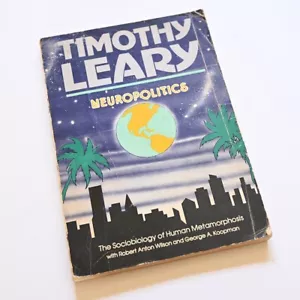 TIMOTHY
LEARY
NEUROPOLITICS
The Sociobiology of Human Metamorphosis
with Robert Anton Wilson and George A. Koopman